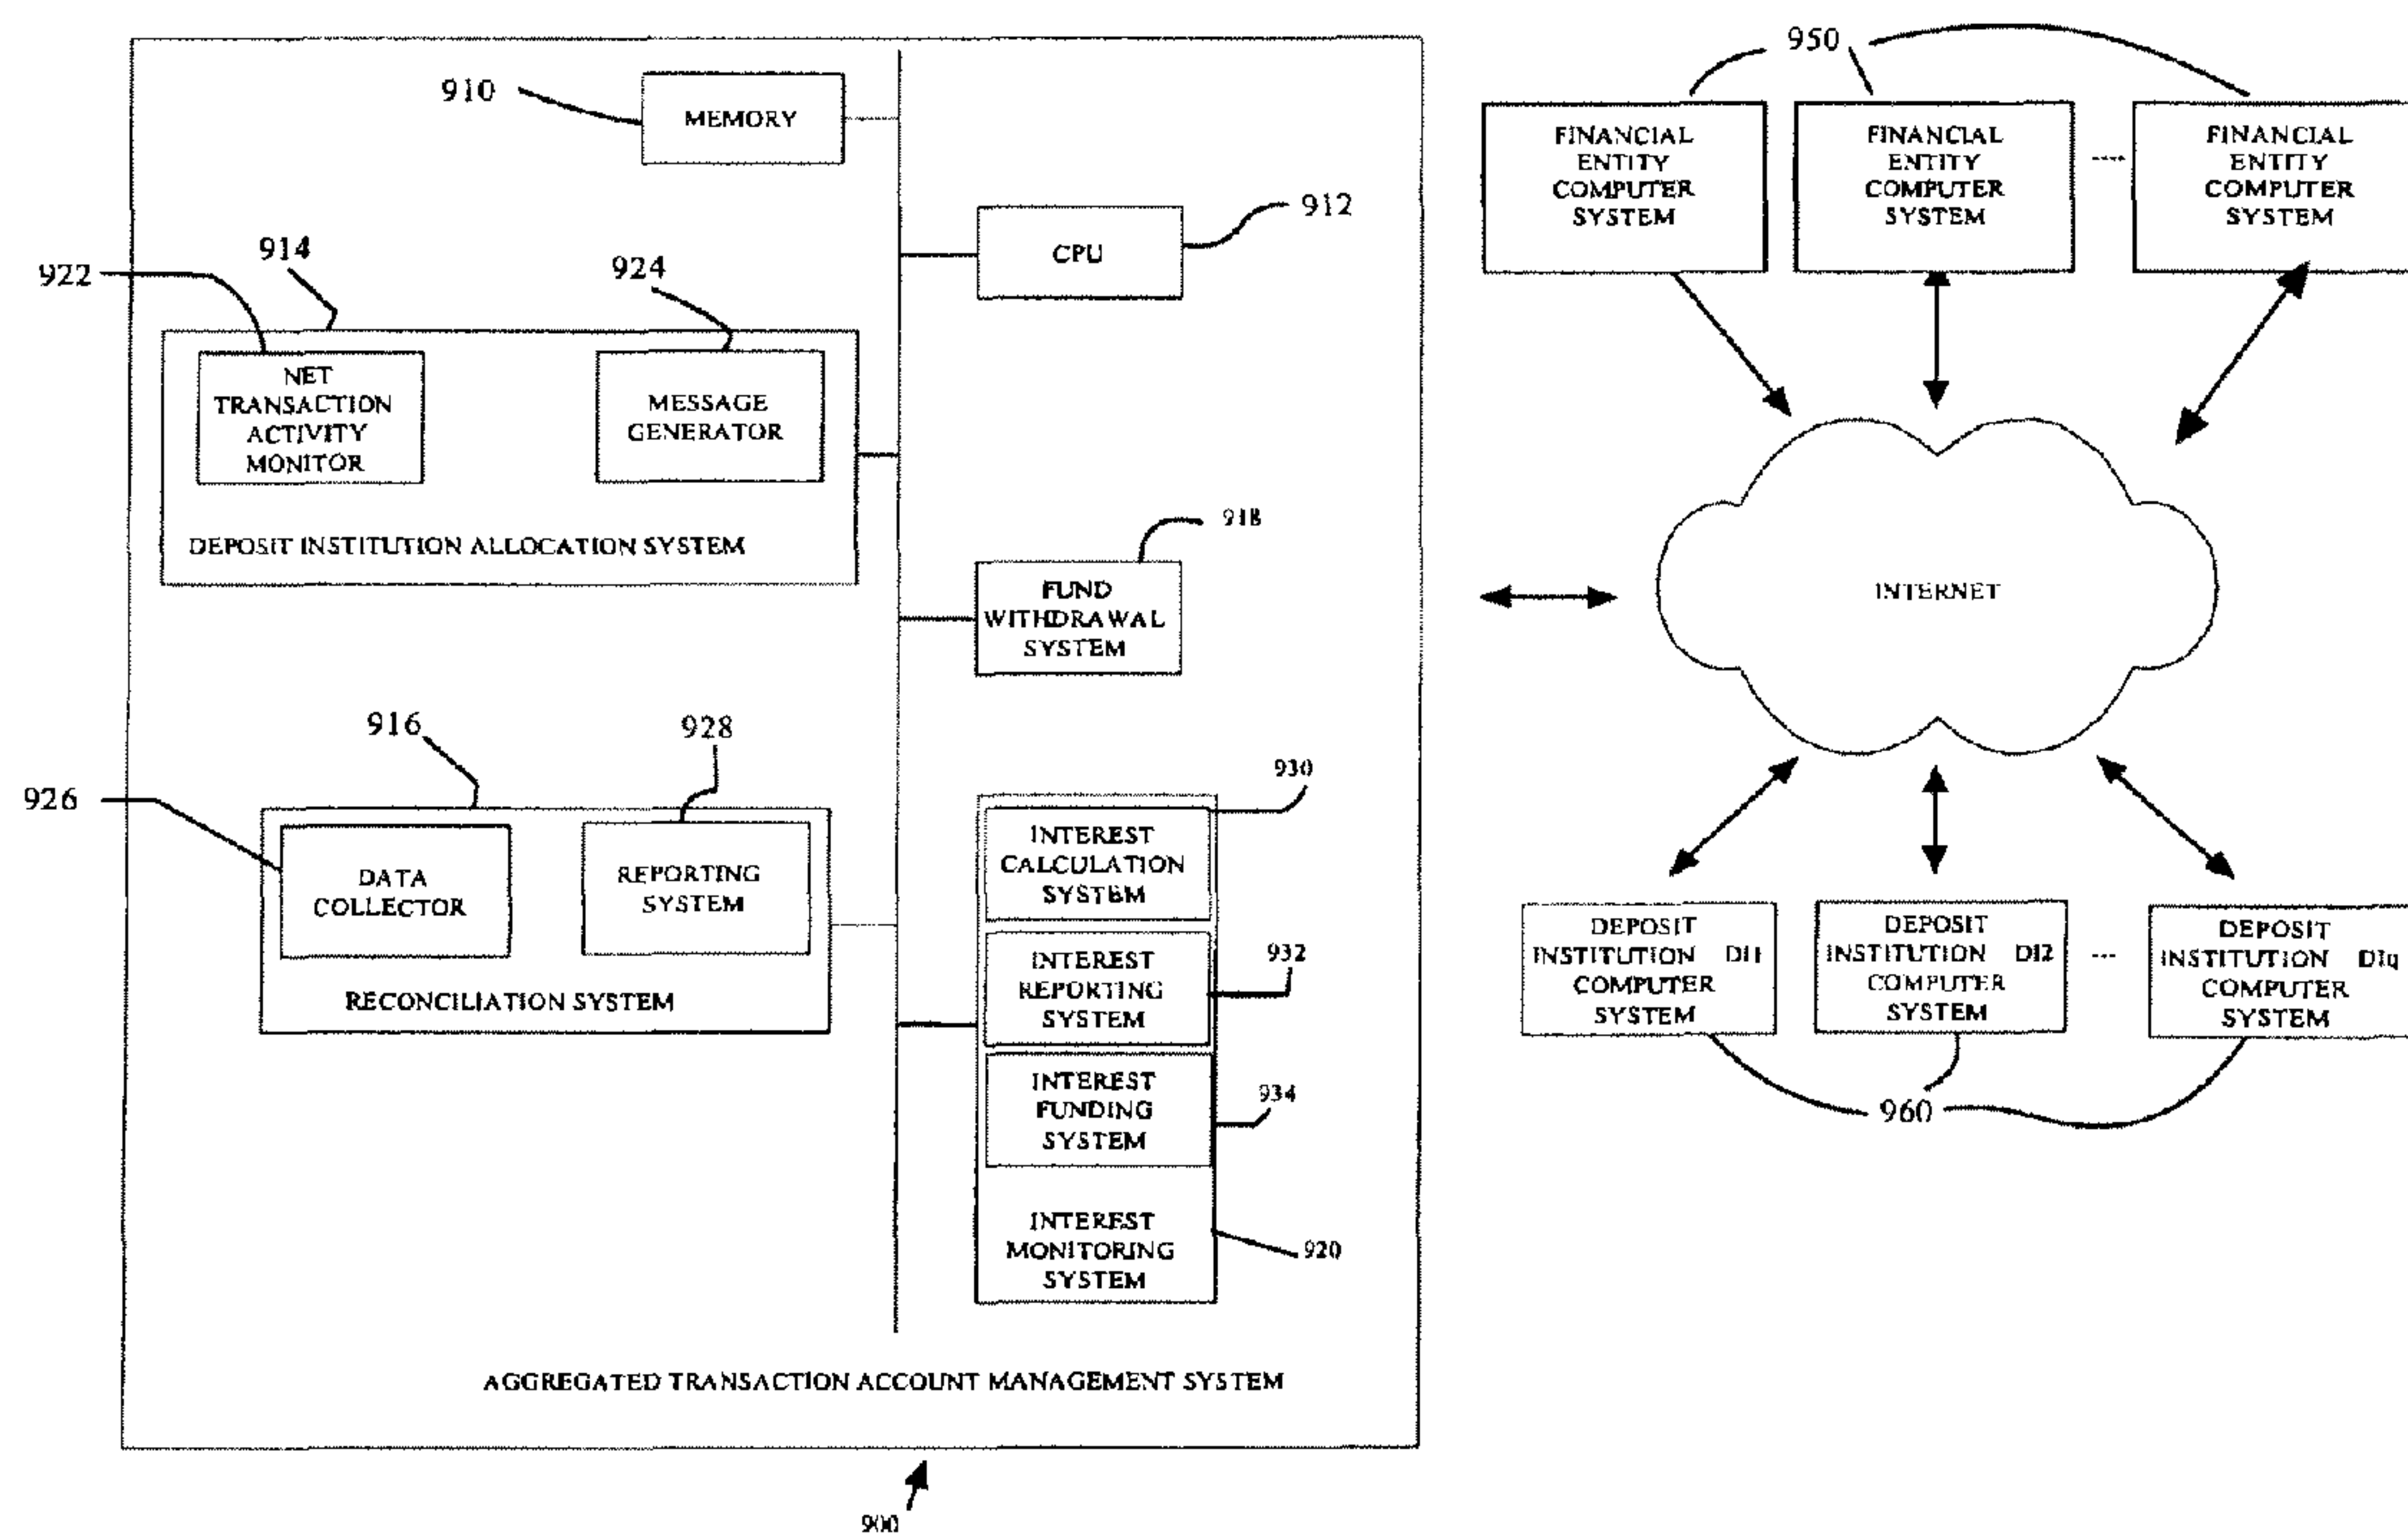 910
MEMORY
912
CPU
922
914
924
NET
TRANSACTION
ACTIVITY
MONITOR
MESSAGE
GENERATOR
DEPOSIT INSTITUTION ALLOCATION SYSTEM
918
FUND
WITHDRAWAL
SYSTEM
916
928
926
DATA
COLLECTOR
REPORTING
SYSTEM
RECONCILIATION SYSTEM
930
INTEREST
CALCULATION
SYSTEM
932
INTEREST
REPORTING
SYSTEM
934
INTEREST
FUNDING
SYSTEM
INTEREST
MONITORING
SYSTEM
920
AGGREGATED TRANSACTION ACCOUNT MANAGEMENT SYSTEM
900
950
FINANCIAL
ENTITY
COMPUTER
SYSTEM
FINANCIAL
ENTITY
COMPUTER
SYSTEM
----
FINANCIAL
ENTITY
COMPUTER
SYSTEM
INTERNET
DEPOSIT
INSTITUTION DI1
COMPUTER
SYSTEM
DEPOSIT
INSTITUTION DI2
COMPUTER
SYSTEM
---
DEPOSIT
INSTITUTION DIq
COMPUTER
SYSTEM
960